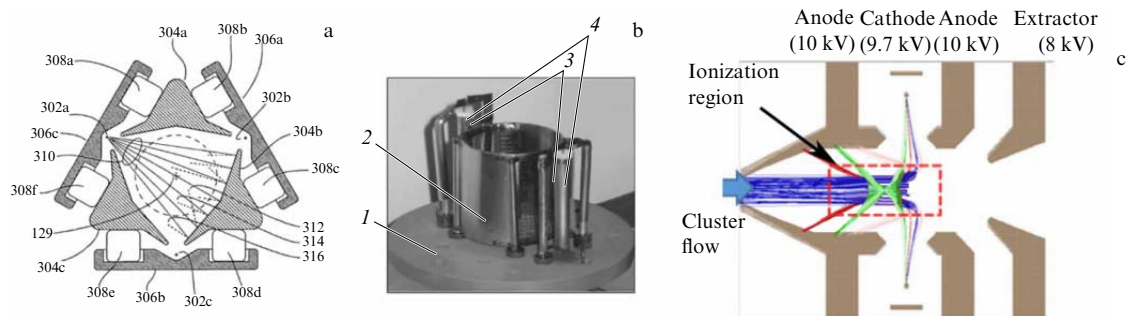 a
304a
308b
306a
308a
302a
302b
306c
304b
310
308c
308f
129
312
314
316
304c
308e
306b
302c
308d
b
4
3
2
1
c
Anode
(10 kV)
Cathode
(9.7 kV)
Anode
(10 kV)
Extractor
(8 kV)
Ionization
region
Cluster
flow